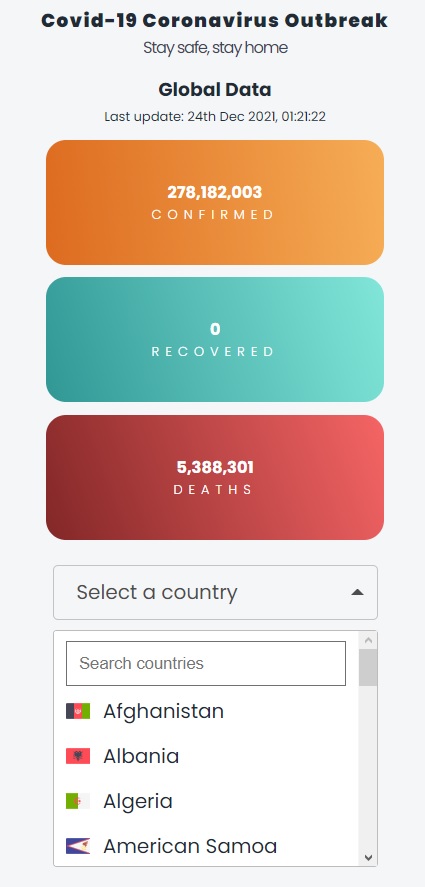 Covid-19 Coronavirus Outbreak
Stay safe, stay home
Global Data
Last update: 24th Dec 2021, 01:21:22
278,182,003
CONFIRMED
0
RECOVERED
5,388,301
DEATHS
Select a country
Search countries
Afghanistan
Albania
Algeria
American Samoa